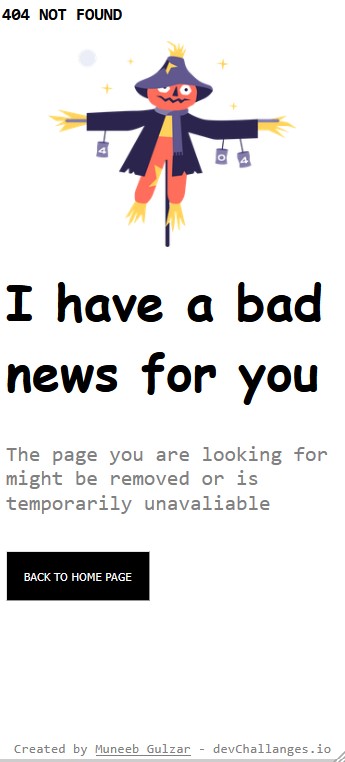 404 NOT FOUND
4
0
4
I have a bad
news for you
The page you are looking for
might be removed or is
temporarily unavaliable
BACK TO HOME PAGE
Created by Muneeb Gulzar - devChallanges.io